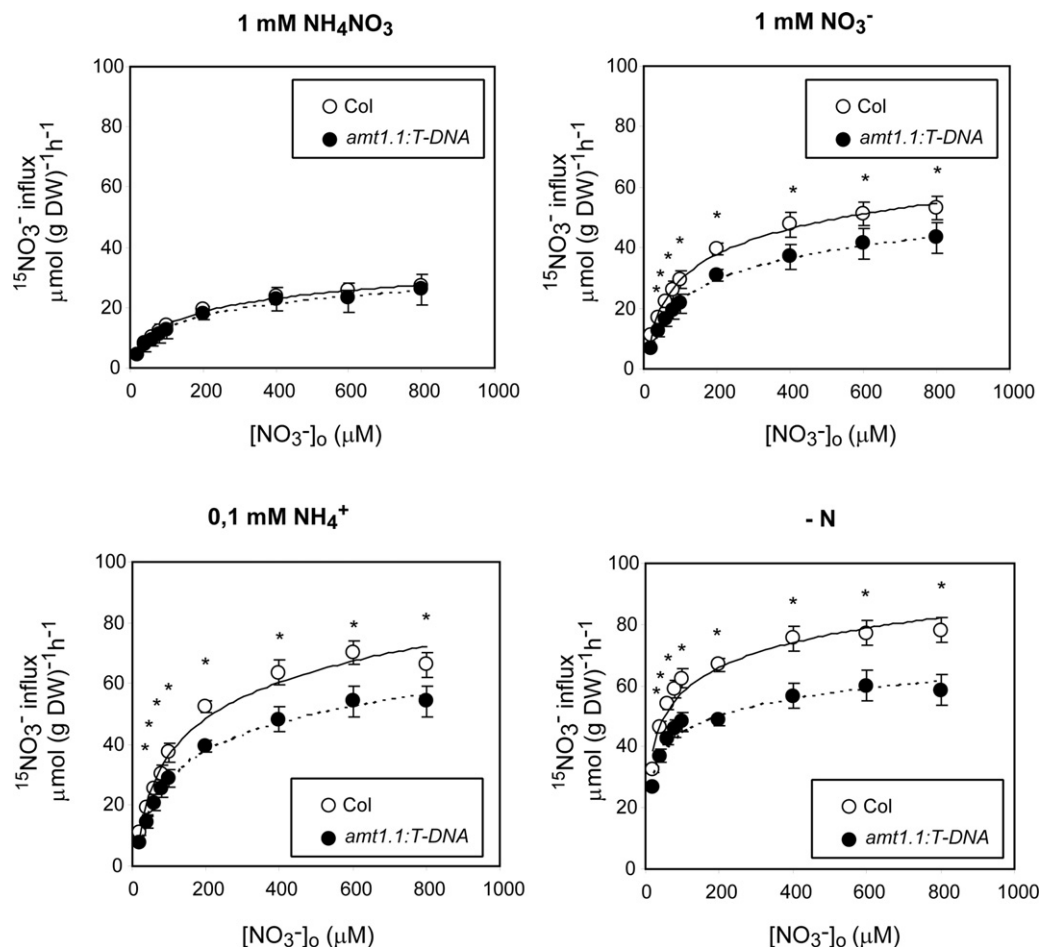 1 mM NH₄NO₃
100
80
60
40
20
0
¹⁵NO₃⁻ influx
µmol (g DW)⁻¹h⁻¹
Col
amt1.1:T-DNA
0 200 400 600 800 1000
[NO₃⁻]ₒ (µM)
1 mM NO₃⁻
100
80
60
40
20
0
¹⁵NO₃⁻ influx
µmol (g DW)⁻¹h⁻¹
Col
amt1.1:T-DNA
* * * * * * * *
0 200 400 600 800 1000
[NO₃⁻]ₒ (µM)
0,1 mM NH₄⁺
100
80
60
40
20
0
¹⁵NO₃⁻ influx
µmol (g DW)⁻¹h⁻¹
* * * * * * * *
Col
amt1.1:T-DNA
0 200 400 600 800 1000
[NO₃⁻]ₒ (µM)
- N
100
80
60
40
20
0
¹⁵NO₃⁻ influx
µmol (g DW)⁻¹h⁻¹
* * * * * * * *
Col
amt1.1:T-DNA
0 200 400 600 800 1000
[NO₃⁻]ₒ (µM)